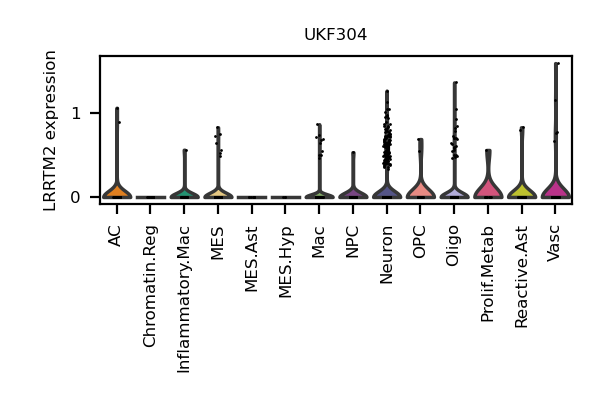 UKF304
LRRTM2 expression
1
0
AC
Chromatin.Reg
Inflammatory.Mac
MES
MES.Ast
MES.Hyp
Mac
NPC
Neuron
OPC
Oligo
Prolif.Metab
Reactive.Ast
Vasc